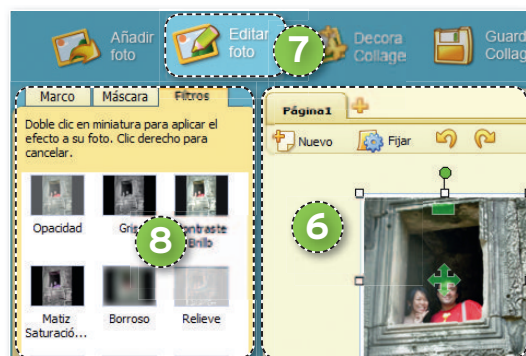 Añadir foto
Editar foto
7
Decora Collage
Guard Collag
Marco Máscara Filtros
Doble clic en miniatura para aplicar el
efecto a su foto. Clic derecho para
cancelar.
Opacidad
8
Brillo
Matiz Saturació...
Borroso
Relieve
Página1
Nuevo
Fijar
6